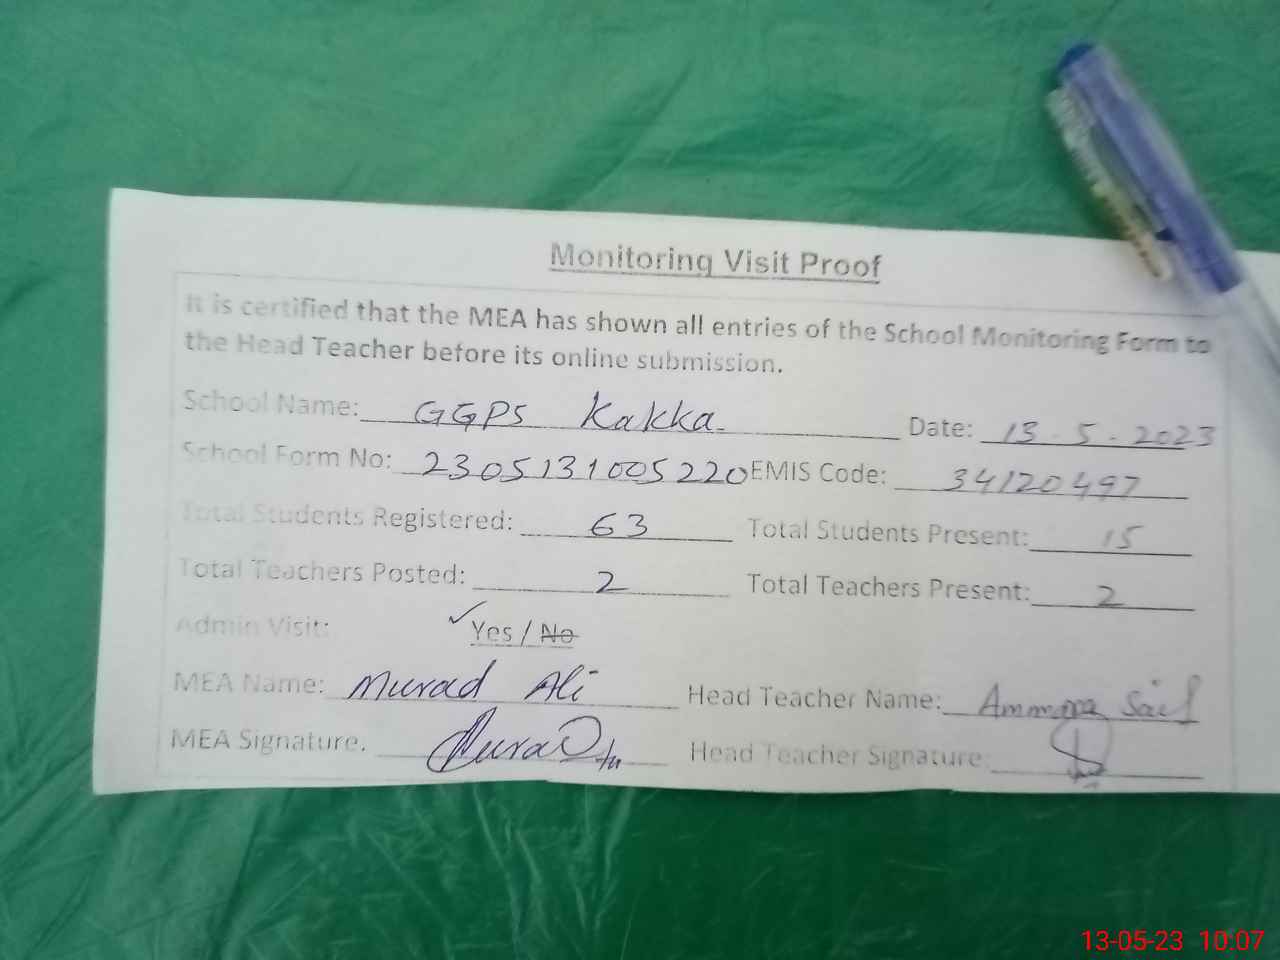 Monitoring Visit Proof
It is certified that the MEA has shown all entries of the School Monitoring Form to
the Head Teacher before its online submission.
School Name: GGPS Kakka. Date: 13.5.2023
School Form No: 2305131005220 EMIS Code: 34120497
Total Students Registered: 63 Total Students Present: 15
Total Teachers Posted: 2 Total Teachers Present: 2
Admin Visit: ✓Yes / No
MEA Name: Murad Ali Head Teacher Name:
MEA Signature. Head Teacher Signature:
13-05-23 10:07